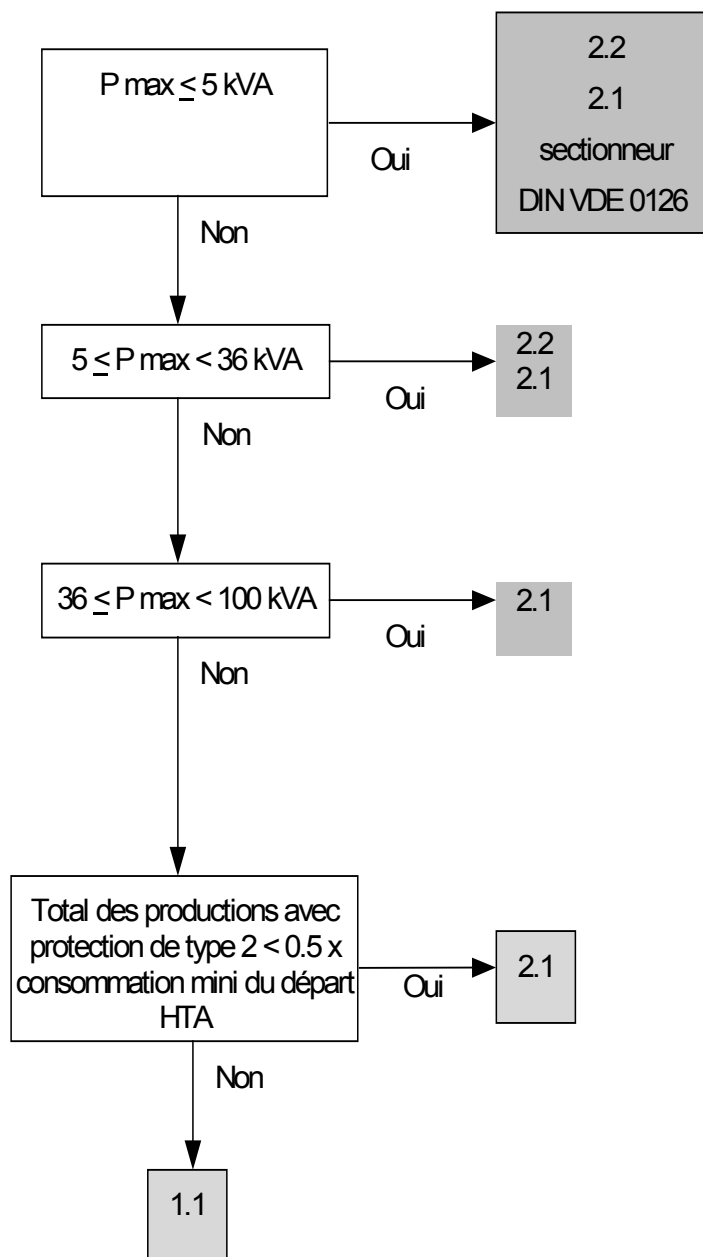 P max ≤ 5 kVA
Oui
2.2
2.1
sectionneur
DIN VDE 0126
Non
5 ≤ P max < 36 kVA
Oui
2.2
2.1
Non
36 ≤ P max < 100 kVA
Oui
2.1
Non
Total des productions avec
protection de type 2 < 0.5 x
consommation mini du départ
HTA
Oui
2.1
Non
1.1